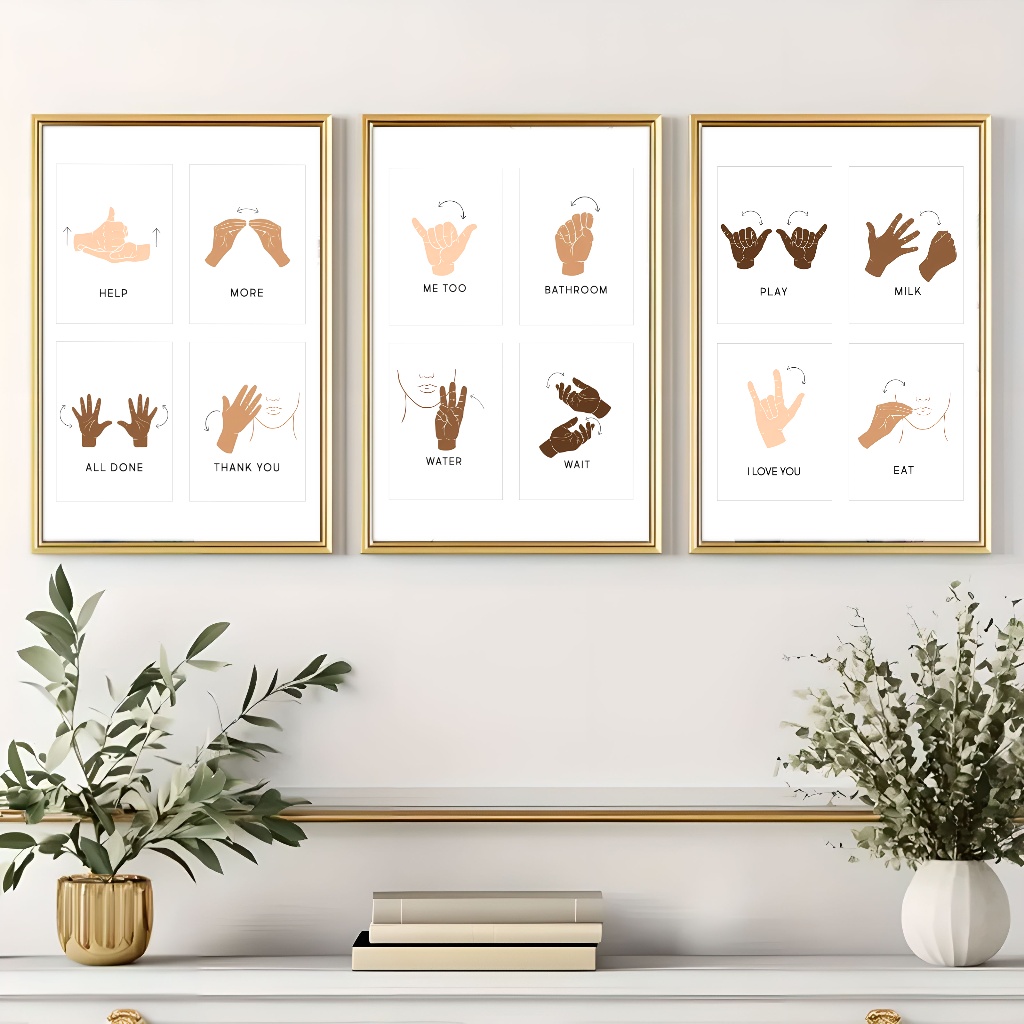 HELP
MORE
ALL DONE
THANK YOU
ME TOO
BATHROOM
WATER
WAIT
PLAY
MILK
I LOVE YOU
EAT